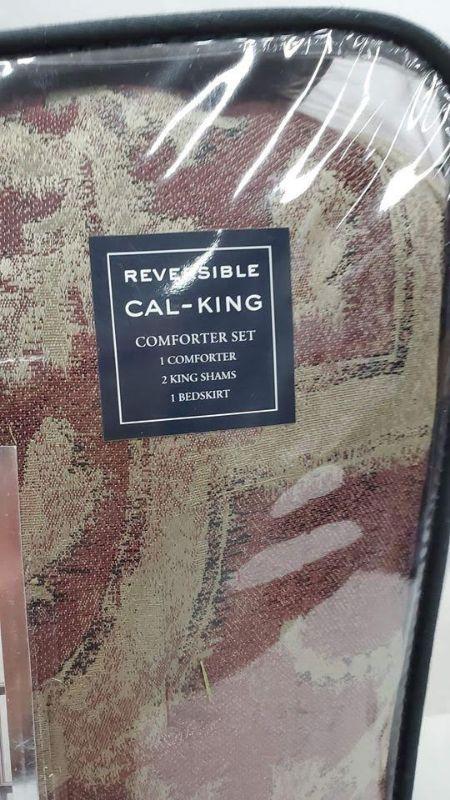 REVERSIBLE
CAL-KING
COMFORTER SET
1 COMFORTER
2 KING SHAMS
1 BEDSKIRT